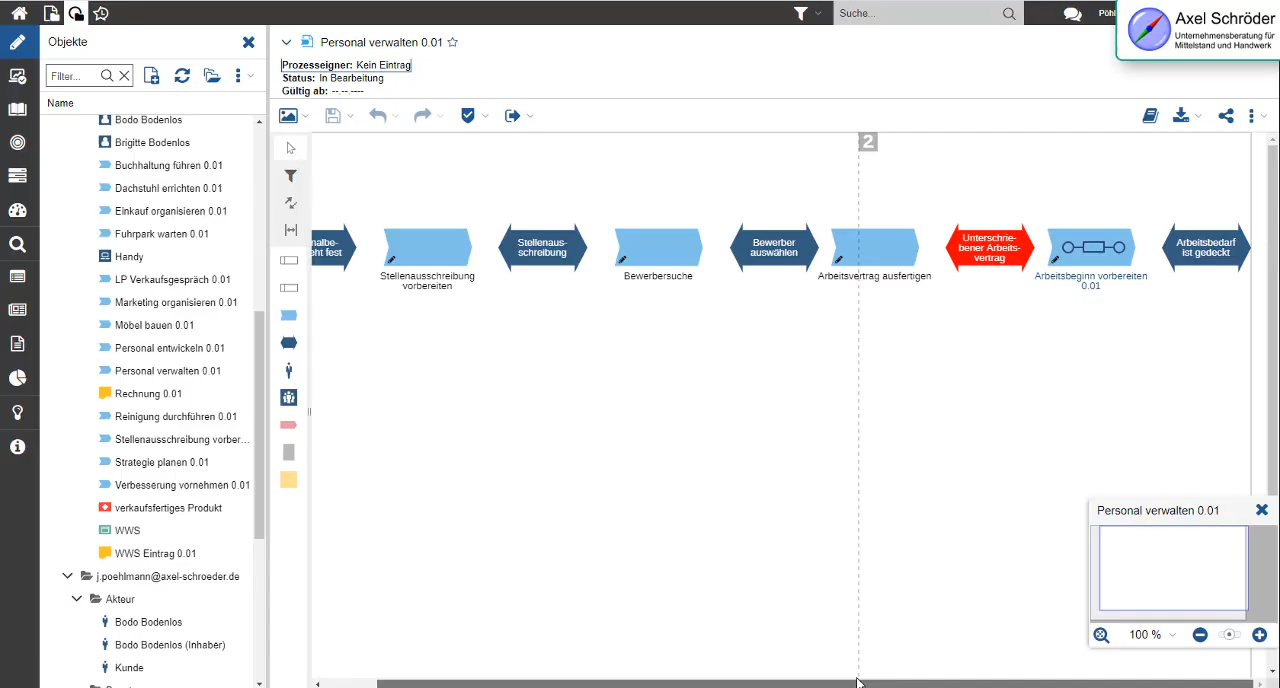 Suche...
Pöhl
Axel Schröder
Unternehmensberatung für
Mittelstand und Handwerk
Objekte
Filter...
Name
Bodo Bodenlos
Brigitte Bodenlos
Buchhaltung führen 0.01
Dachstuhl errichten 0.01
Einkauf organisieren 0.01
Fuhrpark warten 0.01
Handy
LP Verkaufsgespräch 0.01
Marketing organisieren 0.01
Möbel bauen 0.01
Personal entwickeln 0.01
Personal verwalten 0.01
Rechnung 0.01
Reinigung durchführen 0.01
Stellenausschreibung vorber...
Strategie planen 0.01
Verbesserung vornehmen 0.01
verkaufsfertiges Produkt
WWS
WWS Eintrag 0.01
j.poehlmann@axel-schroeder.de
Akteur
Bodo Bodenlos
Bodo Bodenlos (Inhaber)
Kunde
Personal verwalten 0.01
Prozesseigner: Kein Eintrag
Status: In Bearbeitung
Gültig ab: --.--.----
2
nalbe-
eht fest
Stellenausschreibung
vorbereiten
Stellenaus-
schreibung
Bewerbersuche
Bewerber
auswählen
Arbeitsvertrag ausfertigen
Unterschrie-
bener Arbeits-
vertrag
Arbeitsbeginn vorbereiten
0.01
Arbeitsbedarf
ist gedeckt
Personal verwalten 0.01
100 %